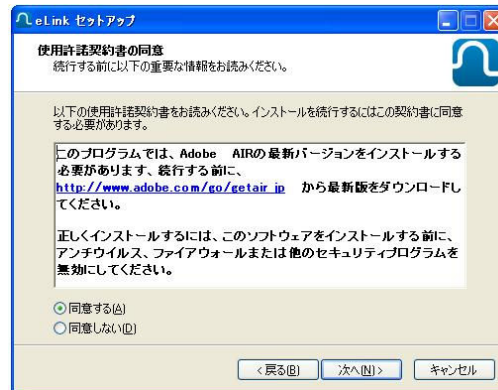 eLink セットアップ
使用許諾契約書の同意
続行する前に以下の重要な情報をお読みください。
以下の使用許諾契約書をお読みください。インストールを続行するにはこの契約書に同意
する必要があります。
このプログラムでは、Adobe AIRの最新バージョンをインストールする
必要があります、続行する前に、
http://www.adobe.com/go/getair_jp から最新版をダウンロードし
てください。
正しくインストールするには、このソフトウェアをインストールする前に、
アンチウイルス、ファイアウォールまたは他のセキュリティプログラムを
無効にしてください。
同意する(A)
同意しない(D)
< 戻る(B) 次へ(N) > キャンセル